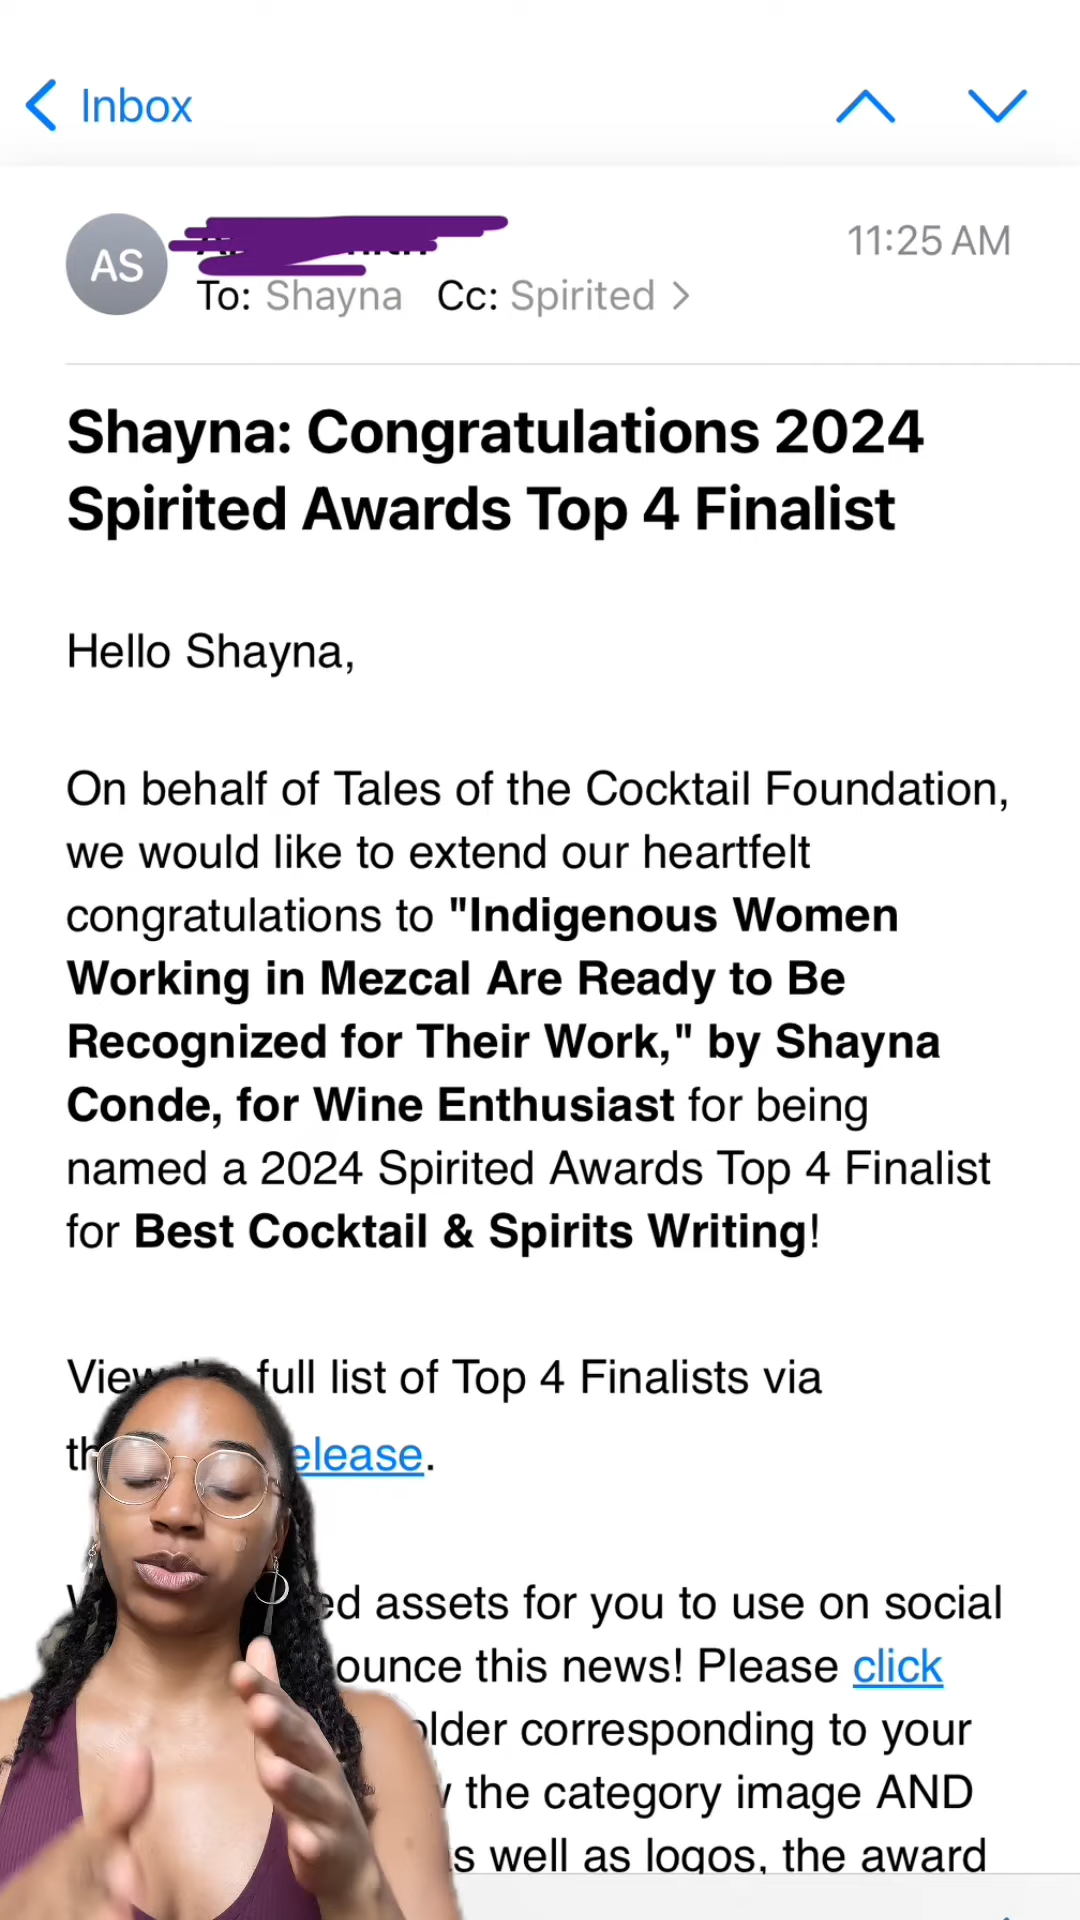 Inbox
AS
11:25 AM
To: Shayna Cc: Spirited
Shayna: Congratulations 2024
Spirited Awards Top 4 Finalist
Hello Shayna,
On behalf of Tales of the Cocktail Foundation,
we would like to extend our heartfelt
congratulations to "Indigenous Women
Working in Mezcal Are Ready to Be
Recognized for Their Work," by Shayna
Conde, for Wine Enthusiast for being
named a 2024 Spirited Awards Top 4 Finalist
for Best Cocktail & Spirits Writing!
full list of Top 4 Finalists via
assets for you to use on social
this news! Please click
corresponding to your
the category image AND
well as logos, the award